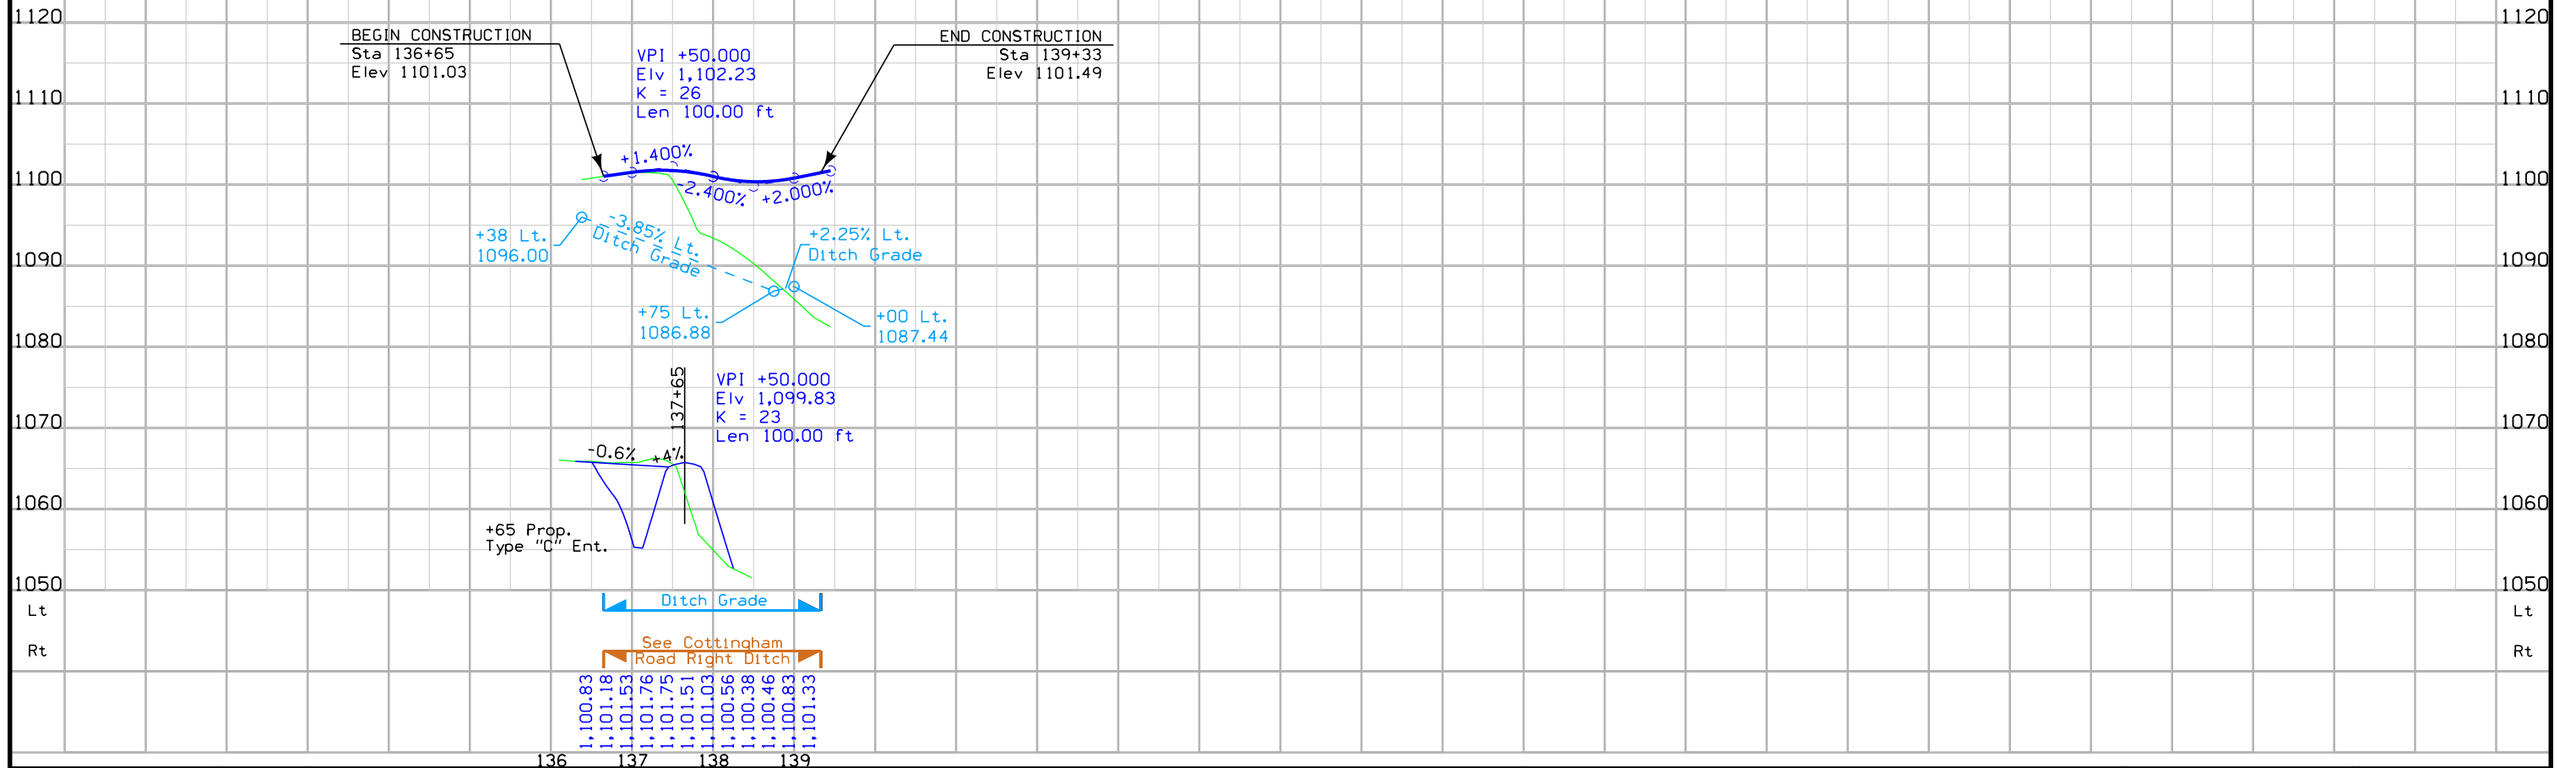 1120
1120
BEGIN CONSTRUCTION
Sta 136+65
Elev 1101.03
VPI +50.000
Elv 1,102.23
K = 26
Len 100.00 ft
END CONSTRUCTION
Sta 139+33
Elev 1101.49
1110
1110
+1.400%
1100
1100
-2.400%
+2.000%
+38 Lt.
1096.00
-3.85% Lt.
Ditch Grade
+2.25% Lt.
Ditch Grade
1090
1090
+75 Lt.
1086.88
+00 Lt.
1087.44
1080
1080
137+65
VPI +50.000
Elv 1,099.83
K = 23
Len 100.00 ft
1070
1070
-0.6%
+4%
1060
1060
+65 Prop.
Type "C" Ent.
1050
1050
Ditch Grade
Lt
Lt
See Cottingham
Road Right Ditch
Rt
Rt
1,100.83
1,101.18
1,101.53
1,101.76
1,101.75
1,101.51
1,101.03
1,100.56
1,100.38
1,100.46
1,100.83
1,101.33
136
137
138
139